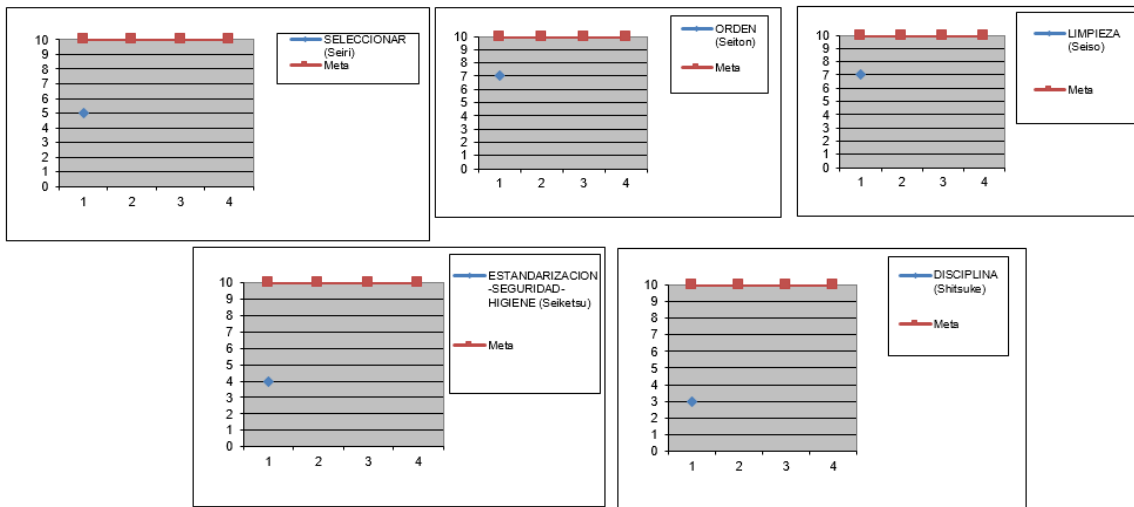 10
9
8
7
6
5
4
3
2
1
0
1 2 3 4
SELECCIONAR
(Seiri)
Meta
10
9
8
7
6
5
4
3
2
1
0
1 2 3 4
ORDEN
(Seiton)
Meta
10
9
8
7
6
5
4
3
2
1
0
1 2 3 4
LIMPIEZA
(Seiso)
Meta
10
9
8
7
6
5
4
3
2
1
0
1 2 3 4
ESTANDARIZACION
-SEGURIDAD-
HIGIENE (Seiketsu)
Meta
10
9
8
7
6
5
4
3
2
1
0
1 2 3 4
DISCIPLINA
(Shitsuke)
Meta